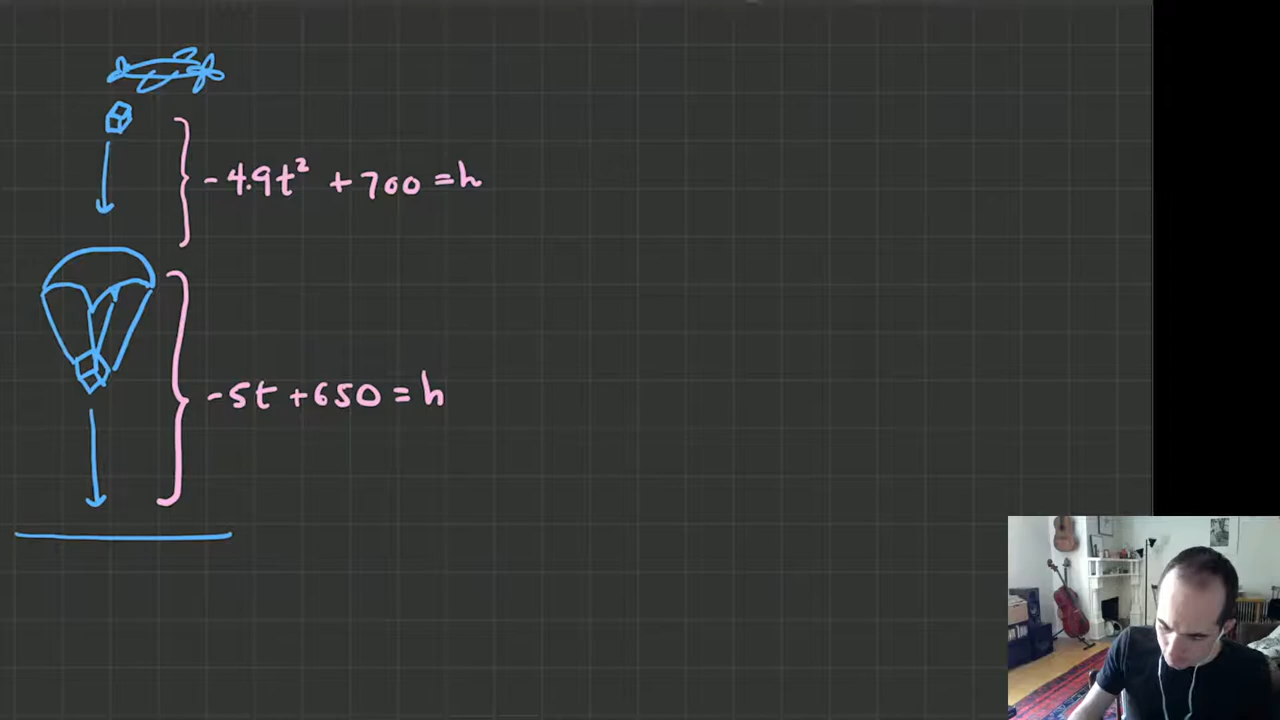 -4.9t² +700 = h
-5t +650 = h